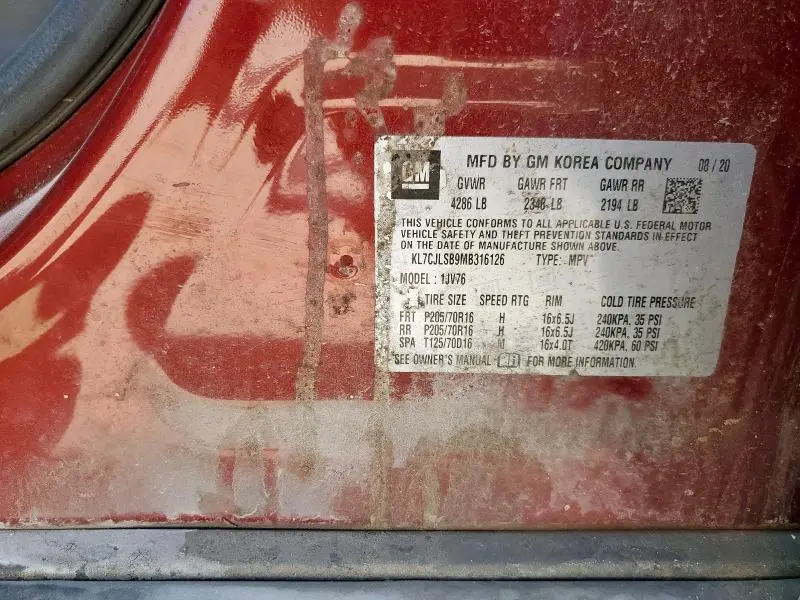 GM MFD BY GM KOREA COMPANY 08/20
GVWR GAWR FRT GAWR RR
4286 LB 2348 LB 2194 LB
THIS VEHICLE CONFORMS TO ALL APPLICABLE U.S. FEDERAL MOTOR
VEHICLE SAFETY AND THEFT PREVENTION STANDARDS IN EFFECT
ON THE DATE OF MANUFACTURE SHOWN ABOVE.
KL7CJLSB9MB316126 TYPE: MPV
MODEL: 1JV76
TIRE SIZE SPEED RTG RIM COLD TIRE PRESSURE
FRT P205/70R16 H 16x6.5J 240KPA, 35 PSI
RR P205/70R16 H 16x6.5J 240KPA, 35 PSI
SPA T125/70D16 M 16x4.0T 420KPA, 60 PSI
SEE OWNER'S MANUAL FOR MORE INFORMATION.